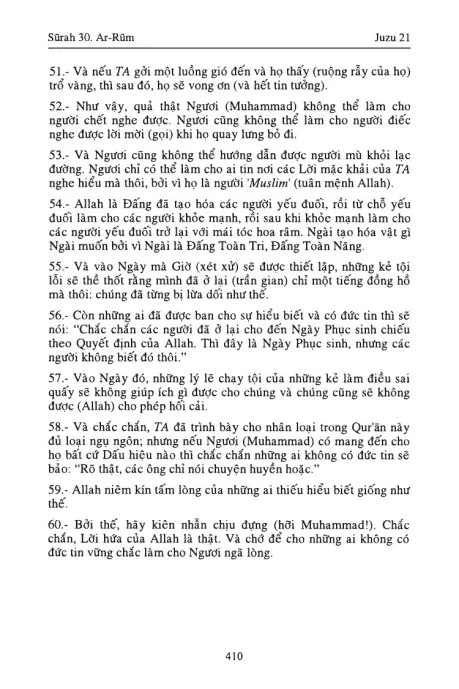 Sūrah 30. Ar-Rūm Juzu 21
51.- Và nếu TA gởi một luồng gió đến và họ thấy (ruộng rẫy của họ)
trổ vàng, thì sau đó, họ sẽ vong ơn (và hết tin tưởng).
52.- Như vậy, quả thật Ngươi (Muhammad) không thể làm cho
người chết nghe được. Ngươi cũng không thể làm cho người điếc
nghe được lời mời (gọi) khi họ quay lưng bỏ đi.
53.- Và Ngươi cũng không thể hướng dẫn được người mù khỏi lạc
đường. Ngươi chỉ có thể làm cho ai tin nơi các Lời mặc khải của TA
nghe hiểu mà thôi, bởi vì họ là người 'Muslim' (tuân mệnh Allah).
54.- Allah là Đấng đã tạo hóa các người yếu đuối, rồi từ chỗ yếu
đuối làm cho các người khỏe mạnh, rồi sau khi khỏe mạnh làm cho
các người yếu đuối trở lại với mái tóc hoa râm. Ngài tạo hóa vật gì
Ngài muốn bởi vì Ngài là Đấng Toàn Tri, Đấng Toàn Năng.
55.- Và vào Ngày mà Giờ (xét xử) sẽ được thiết lập, những kẻ tội
lỗi sẽ thề thốt rằng mình đã ở lại (trần gian) chỉ một tiếng đồng hồ
mà thôi: chúng đã từng bị lừa dối như thế.
56.- Còn những ai đã được ban cho sự hiểu biết và có đức tin thì sẽ
nói: “Chắc chắn các người đã ở lại cho đến Ngày Phục sinh chiếu
theo Quyết định của Allah. Thì đây là Ngày Phục sinh, nhưng các
người không biết đó thôi.”
57.- Vào Ngày đó, những lý lẽ chạy tội của những kẻ làm điều sai
quấy sẽ không giúp ích gì được cho chúng và chúng cũng sẽ không
được (Allah) cho phép hối cải.
58.- Và chắc chắn, TA đã trình bày cho nhân loại trong Qur'ān này
đủ loại ngụ ngôn; nhưng nếu Ngươi (Muhammad) có mang đến cho
họ bất cứ Dấu hiệu nào thì chắc chắn những ai không có đức tin sẽ
bảo: “Rõ thật, các ông chỉ nói chuyện huyền hoặc.”
59.- Allah niêm kín tấm lòng của những ai thiếu hiểu biết giống như
thế.
60.- Bởi thế, hãy kiên nhẫn chịu đựng (hỡi Muhammad!). Chắc
chắn, Lời hứa của Allah là thật. Và chớ để cho những ai không có
đức tin vững chắc làm cho Ngươi ngã lòng.
410